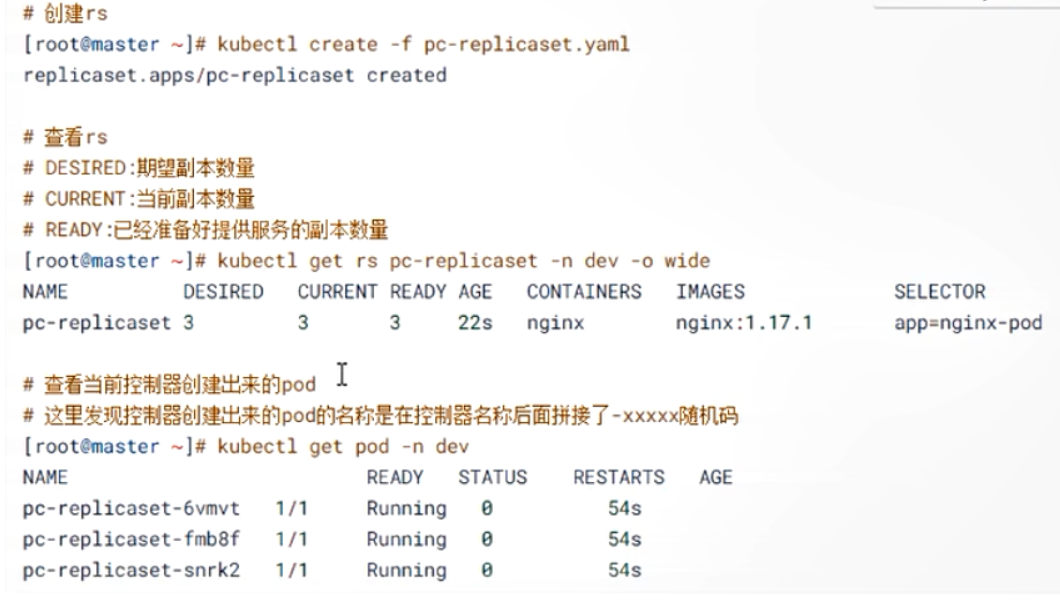 # 创建rs
[root@master ~]# kubectl create -f pc-replicaset.yaml
replicaset.apps/pc-replicaset created
# 查看rs
# DESIRED:期望副本数量
# CURRENT:当前副本数量
# READY:已经准备好提供服务的副本数量
[root@master ~]# kubectl get rs pc-replicaset -n dev -o wide
NAME DESIRED CURRENT READY AGE CONTAINERS IMAGES SELECTOR
pc-replicaset 3 3 3 22s nginx nginx:1.17.1 app=nginx-pod
# 查看当前控制器创建出来的pod
# 这里发现控制器创建出来的pod的名称是在控制器名称后面拼接了-xxxxx随机码
[root@master ~]# kubectl get pod -n dev
NAME READY STATUS RESTARTS AGE
pc-replicaset-6vmvt 1/1 Running 0 54s
pc-replicaset-fmb8f 1/1 Running 0 54s
pc-replicaset-snrk2 1/1 Running 0 54s